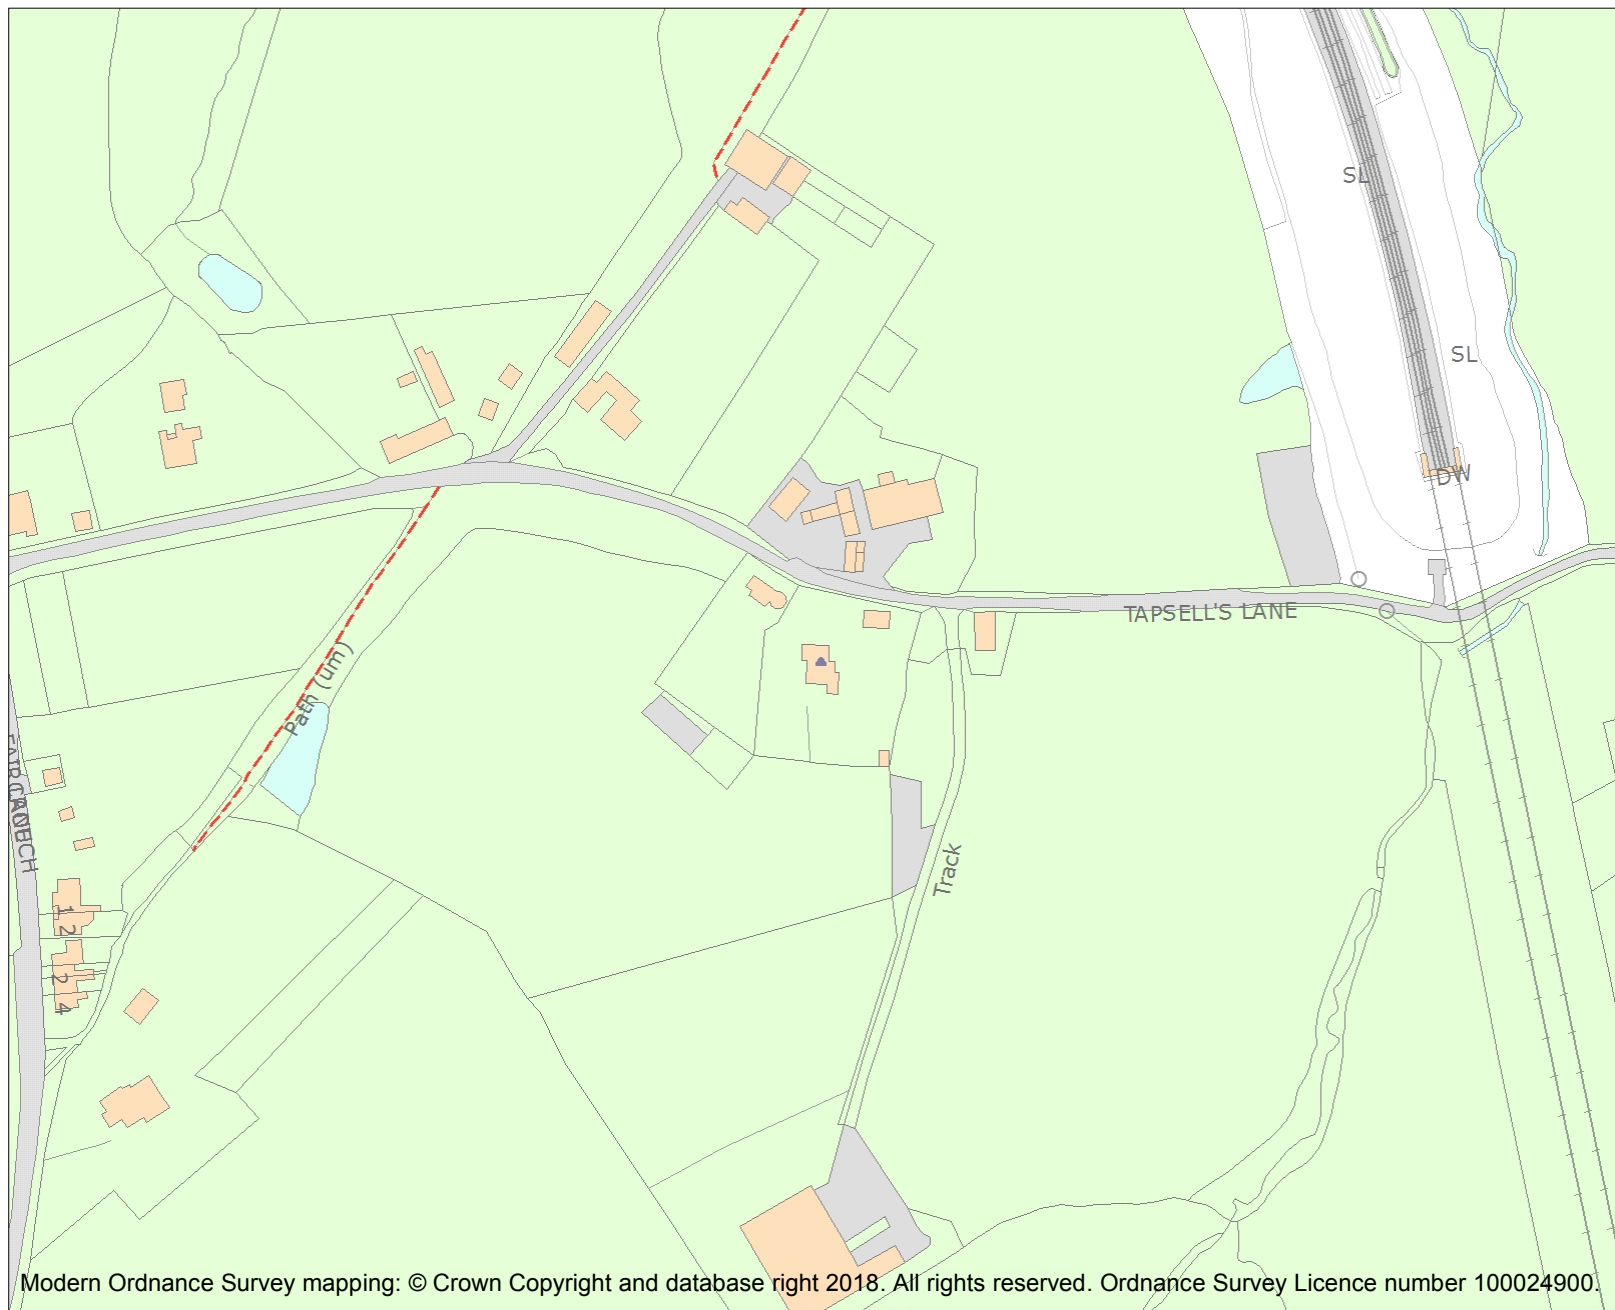 SL
SL
DW
TAPSELL'S LANE
Path (um)
Track
1
2
2
4
Modern Ordnance Survey mapping: © Crown Copyright and database right 2018. All rights reserved. Ordnance Survey Licence number 100024900.